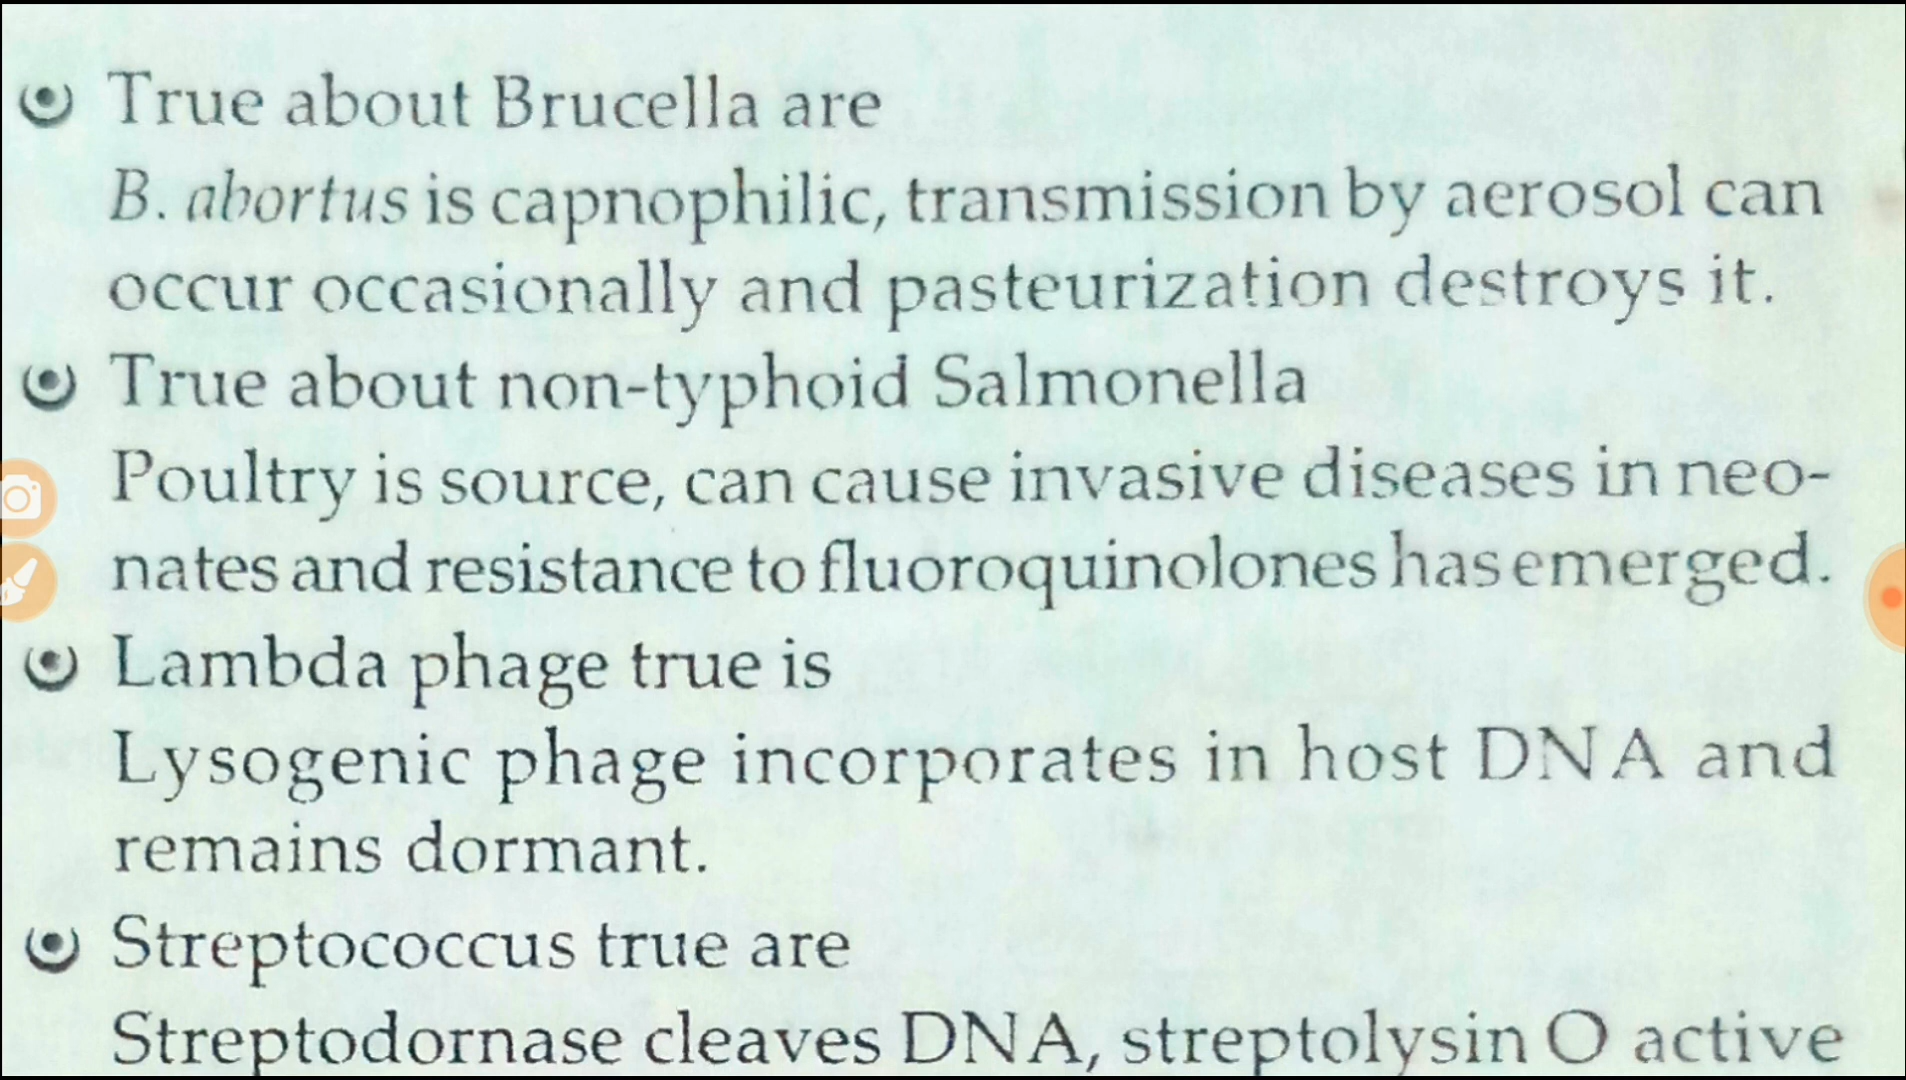 True about Brucella are
B. abortus is capnophilic, transmission by aerosol can
occur occasionally and pasteurization destroys it.
True about non-typhoid Salmonella
Poultry is source, can cause invasive diseases in neo-
nates and resistance to fluoroquinolones has emerged.
Lambda phage true is
Lysogenic phage incorporates in host DNA and
remains dormant.
Streptococcus true are
Streptodornase cleaves DNA, streptolysin O active